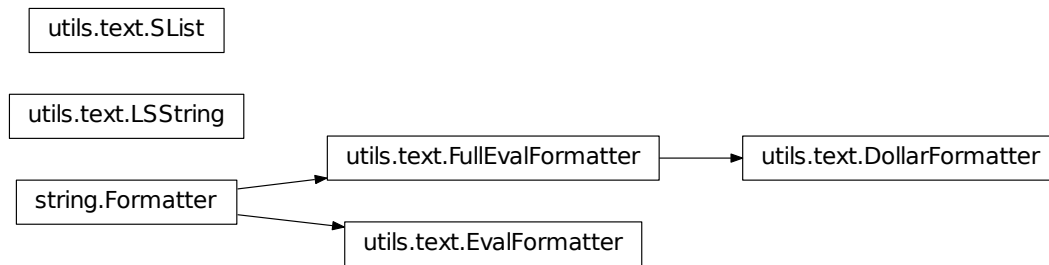 utils.text.SList
utils.text.LSString
string.Formatter
utils.text.FullEvalFormatter
utils.text.DollarFormatter
utils.text.EvalFormatter